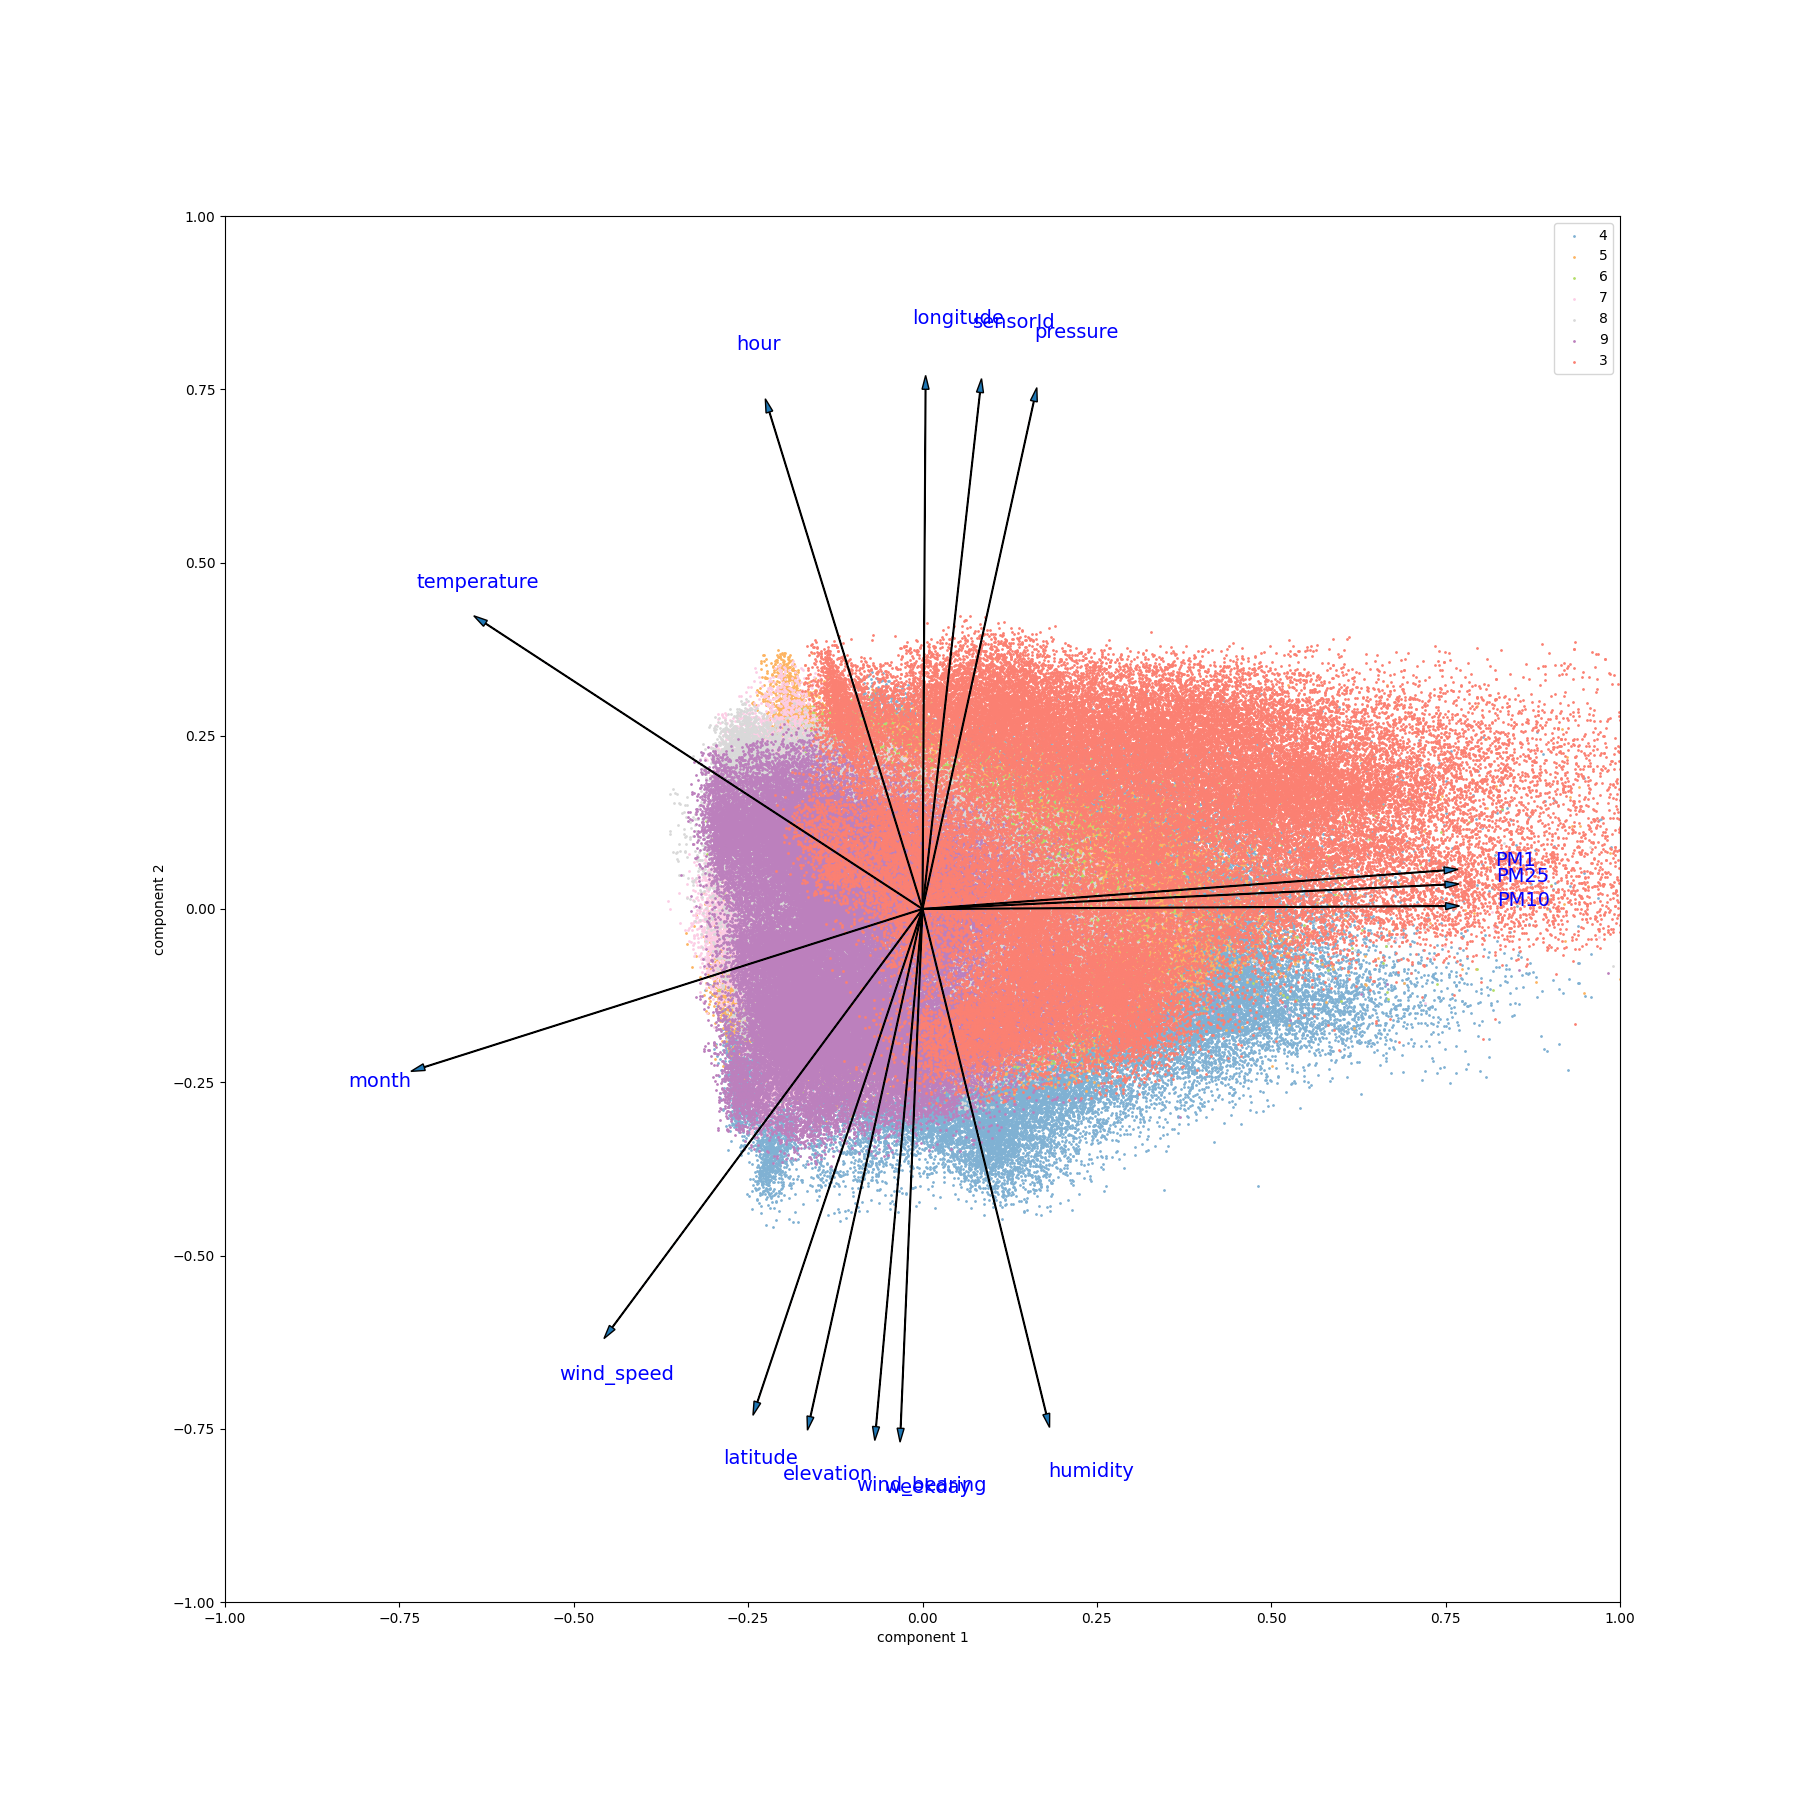 1.00
4
5
6
7
8
9
3
longitude
sensorId
pressure
hour
0.75
temperature
0.50
0.25
PM1
PM25
PM10
0.00
component 2
month
−0.25
−0.50
wind_speed
−0.75
latitude
elevation
wind_bearing
weekday
humidity
−1.00
−1.00 −0.75 −0.50 −0.25 0.00 0.25 0.50 0.75 1.00
component 1